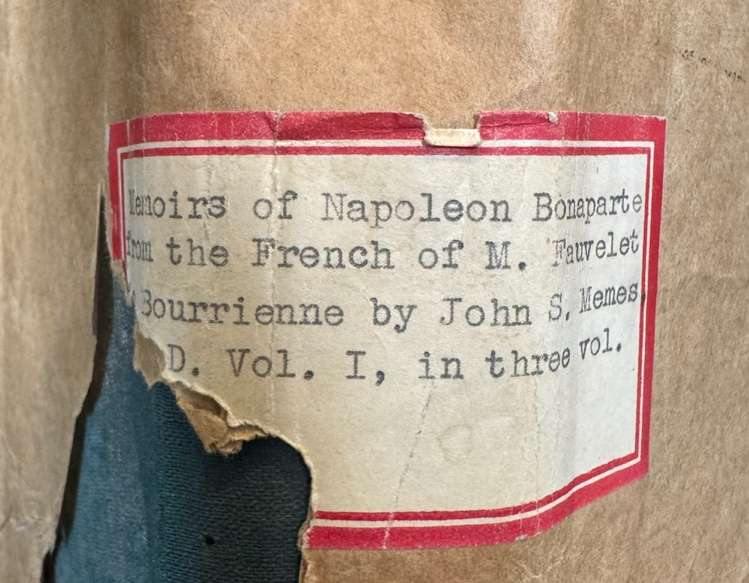 Memoirs of Napoleon Bonaparte
from the French of M. Fauvelet
Bourrienne by John S. Memes,
D. Vol. I, in three vol.